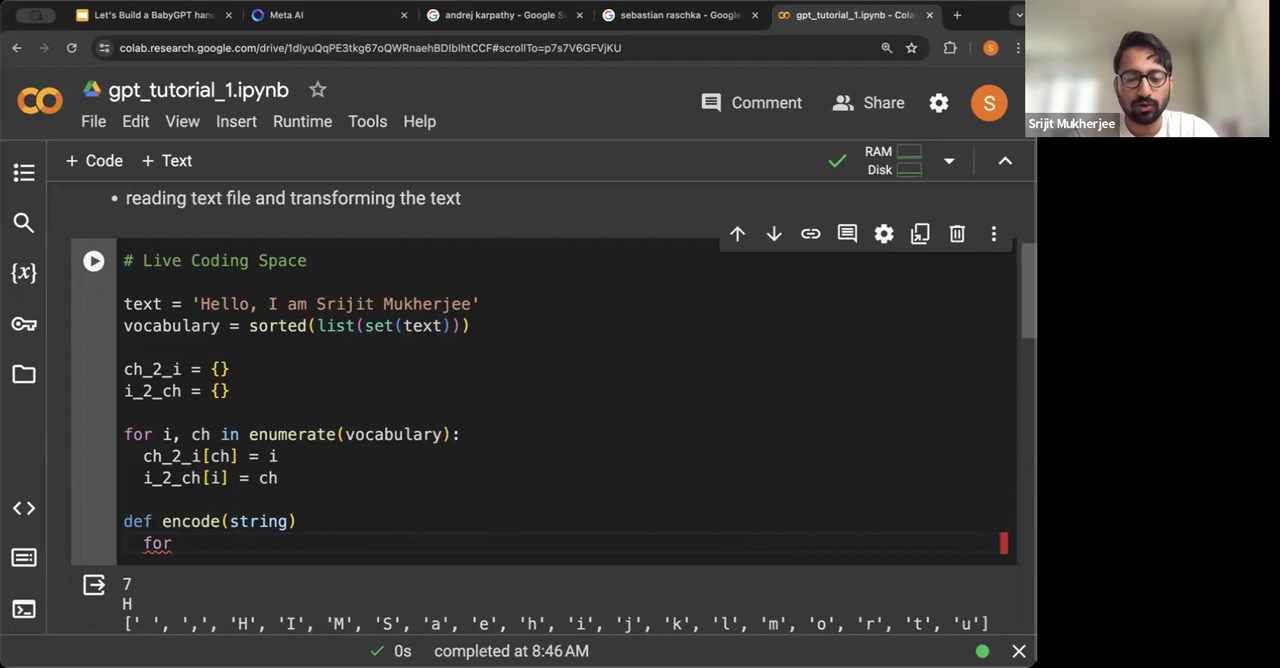 Let's Build a BabyGPT han
Meta AI
andrej karpathy - Google S
sebastian raschka - Google
gpt_tutorial_1.ipynb - Cola
colab.research.google.com/drive/1dIyuQqPE3tkg67oQWRnaehBDIbIhtCCF#scrollTo=p7s7V6GFVjKU
S
gpt_tutorial_1.ipynb
Comment
Share
S
Srijit Mukherjee
File Edit View Insert Runtime Tools Help
+ Code + Text
RAM
Disk
• reading text file and transforming the text
# Live Coding Space
text = 'Hello, I am Srijit Mukherjee'
vocabulary = sorted(list(set(text)))
ch_2_i = {}
i_2_ch = {}
for i, ch in enumerate(vocabulary):
ch_2_i[ch] = i
i_2_ch[i] = ch
def encode(string)
for
7
H
[' ', ',', 'H', 'I', 'M', 'S', 'a', 'e', 'h', 'i', 'j', 'k', 'l', 'm', 'o', 'r', 't', 'u']
0s completed at 8:46 AM